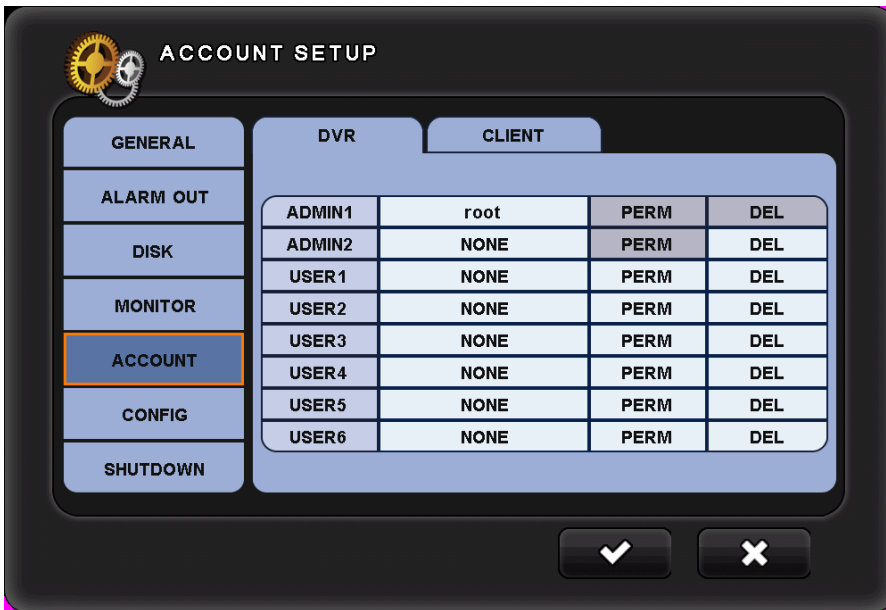 ACCOUNT SETUP
GENERAL
ALARM OUT
DISK
MONITOR
ACCOUNT
CONFIG
SHUTDOWN
DVR CLIENT
ADMIN1 root PERM DEL
ADMIN2 NONE PERM DEL
USER1 NONE PERM DEL
USER2 NONE PERM DEL
USER3 NONE PERM DEL
USER4 NONE PERM DEL
USER5 NONE PERM DEL
USER6 NONE PERM DEL